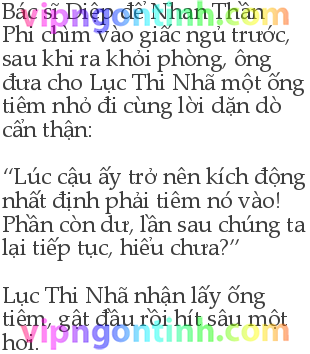 Bác sĩ Diệp để Nhan Thần
Phi chìm vào giấc ngủ trước,
sau khi ra khỏi phòng, ông
đưa cho Lục Thi Nhã một ống
tiêm nhỏ đi cùng lời dặn dò
cẩn thận:
“Lúc cậu ấy trở nên kích động
nhất định phải tiêm nó vào!
Phần còn dư, lần sau chúng ta
lại tiếp tục, hiểu chưa?”
Lục Thi Nhã nhận lấy ống
tiêm, gật đầu rồi hít sâu một
hơi.
vipngontinh.com
vipngontinh.com